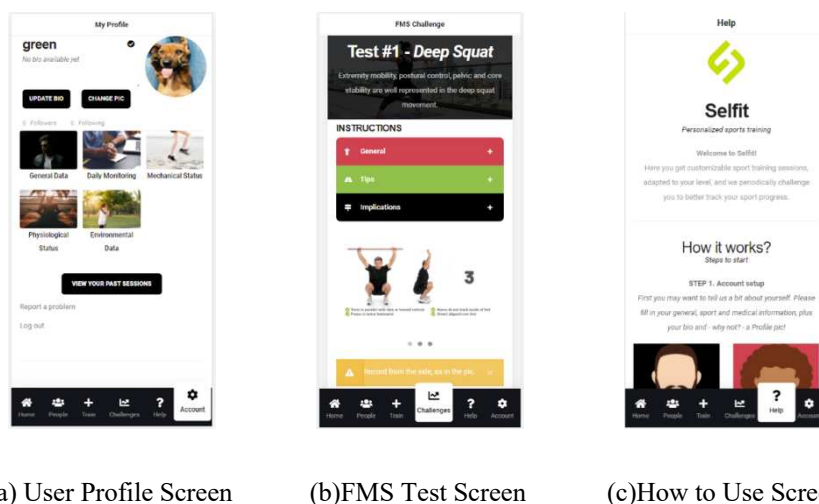 My Profile
green
No bio available yet
UPDATE BIO
CHANGE PIC
0 Followers 0 Following
General Data
Daily Monitoring
Mechanical Status
Physiological
Status
Environmental
Data
VIEW YOUR PAST SESSIONS
Report a problem
Log out
Home
People
Train
Challenges
Help
Account
FMS Challenge
Test #1 - Deep Squat
Extremity mobility, postural control, pelvic and core
stability are well represented in the deep squat
movement.
INSTRUCTIONS
General +
Tips +
Implications +
3
Record from the side, as in the pic.
Home
People
Train
Challenges
Help
Account
Help
Selfit
Personalized sports training
Welcome to Selfit!
Here you get customizable sport training sessions,
adapted to your level, and we periodically challenge
you to better track your sport progress.
How it works?
Steps to start
STEP 1. Account setup
First you may want to tell us a bit about yourself. Please
fill in your general, sport and medical information, plus
your bio and - why not? - a Profile pic!
Home
People
Train
Challenges
Help
Account
a) User Profile Screen
(b)FMS Test Screen
(c)How to Use Scre